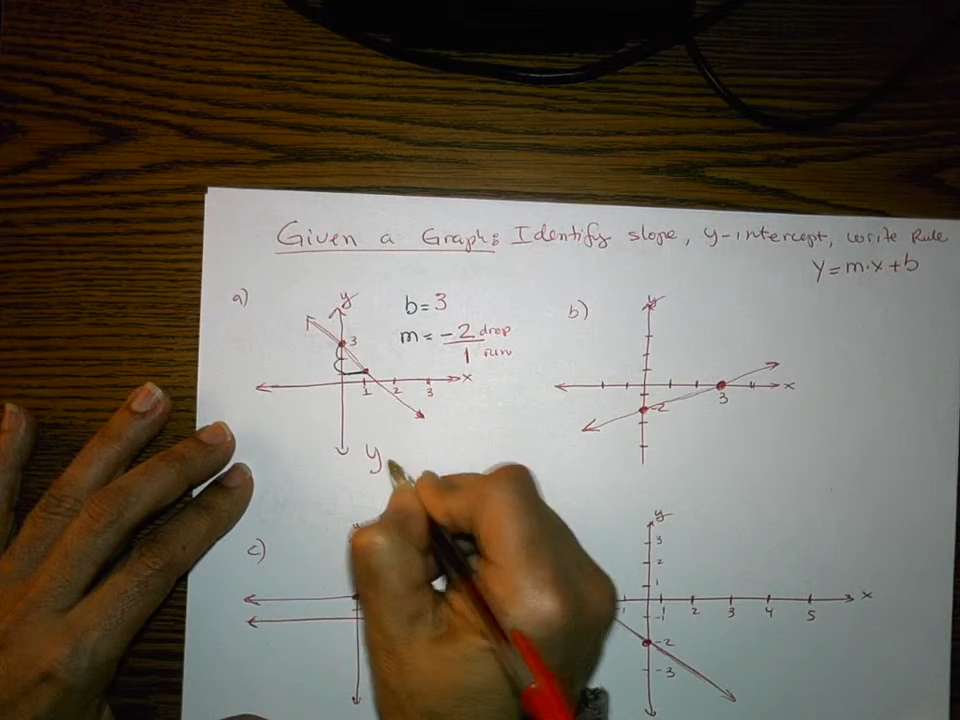 Given a Graph: Identify slope, y-intercept, write Rule
y=m·x+b
a)
y
b=3
3
m = -2 drop
1 run
x
1 2 3
y
b)
y
x
3
-2
c)
y
3
2
1
x
-1 1 2 3 4 5
-1
-2
-3